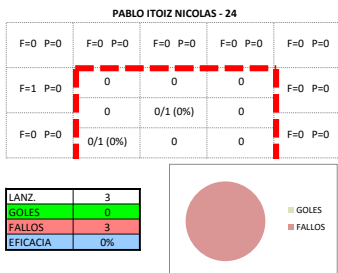 PABLO ITOIZ NICOLAS - 24
F=0 P=0 F=0 P=0 F=0 P=0 F=0 P=0 F=0 P=0
F=1 P=0 0 0 0 F=0 P=0
0 0/1 (0%) 0
F=0 P=0 0/1 (0%) 0 0 F=0 P=0
LANZ. 3
GOLES 0
FALLOS 3
EFICACIA 0%
GOLES
FALLOS